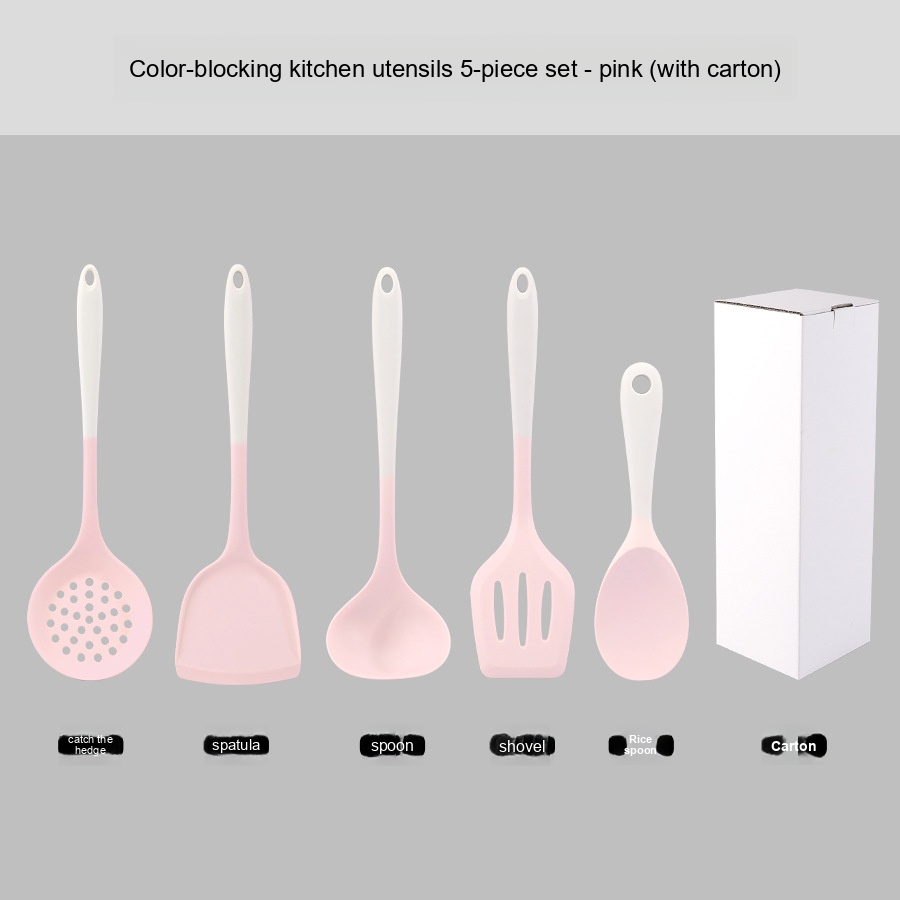 Color-blocking kitchen utensils 5-piece set - pink (with carton)
catch the
hedge
spatula
spoon
shovel
Rice
spoon
Carton